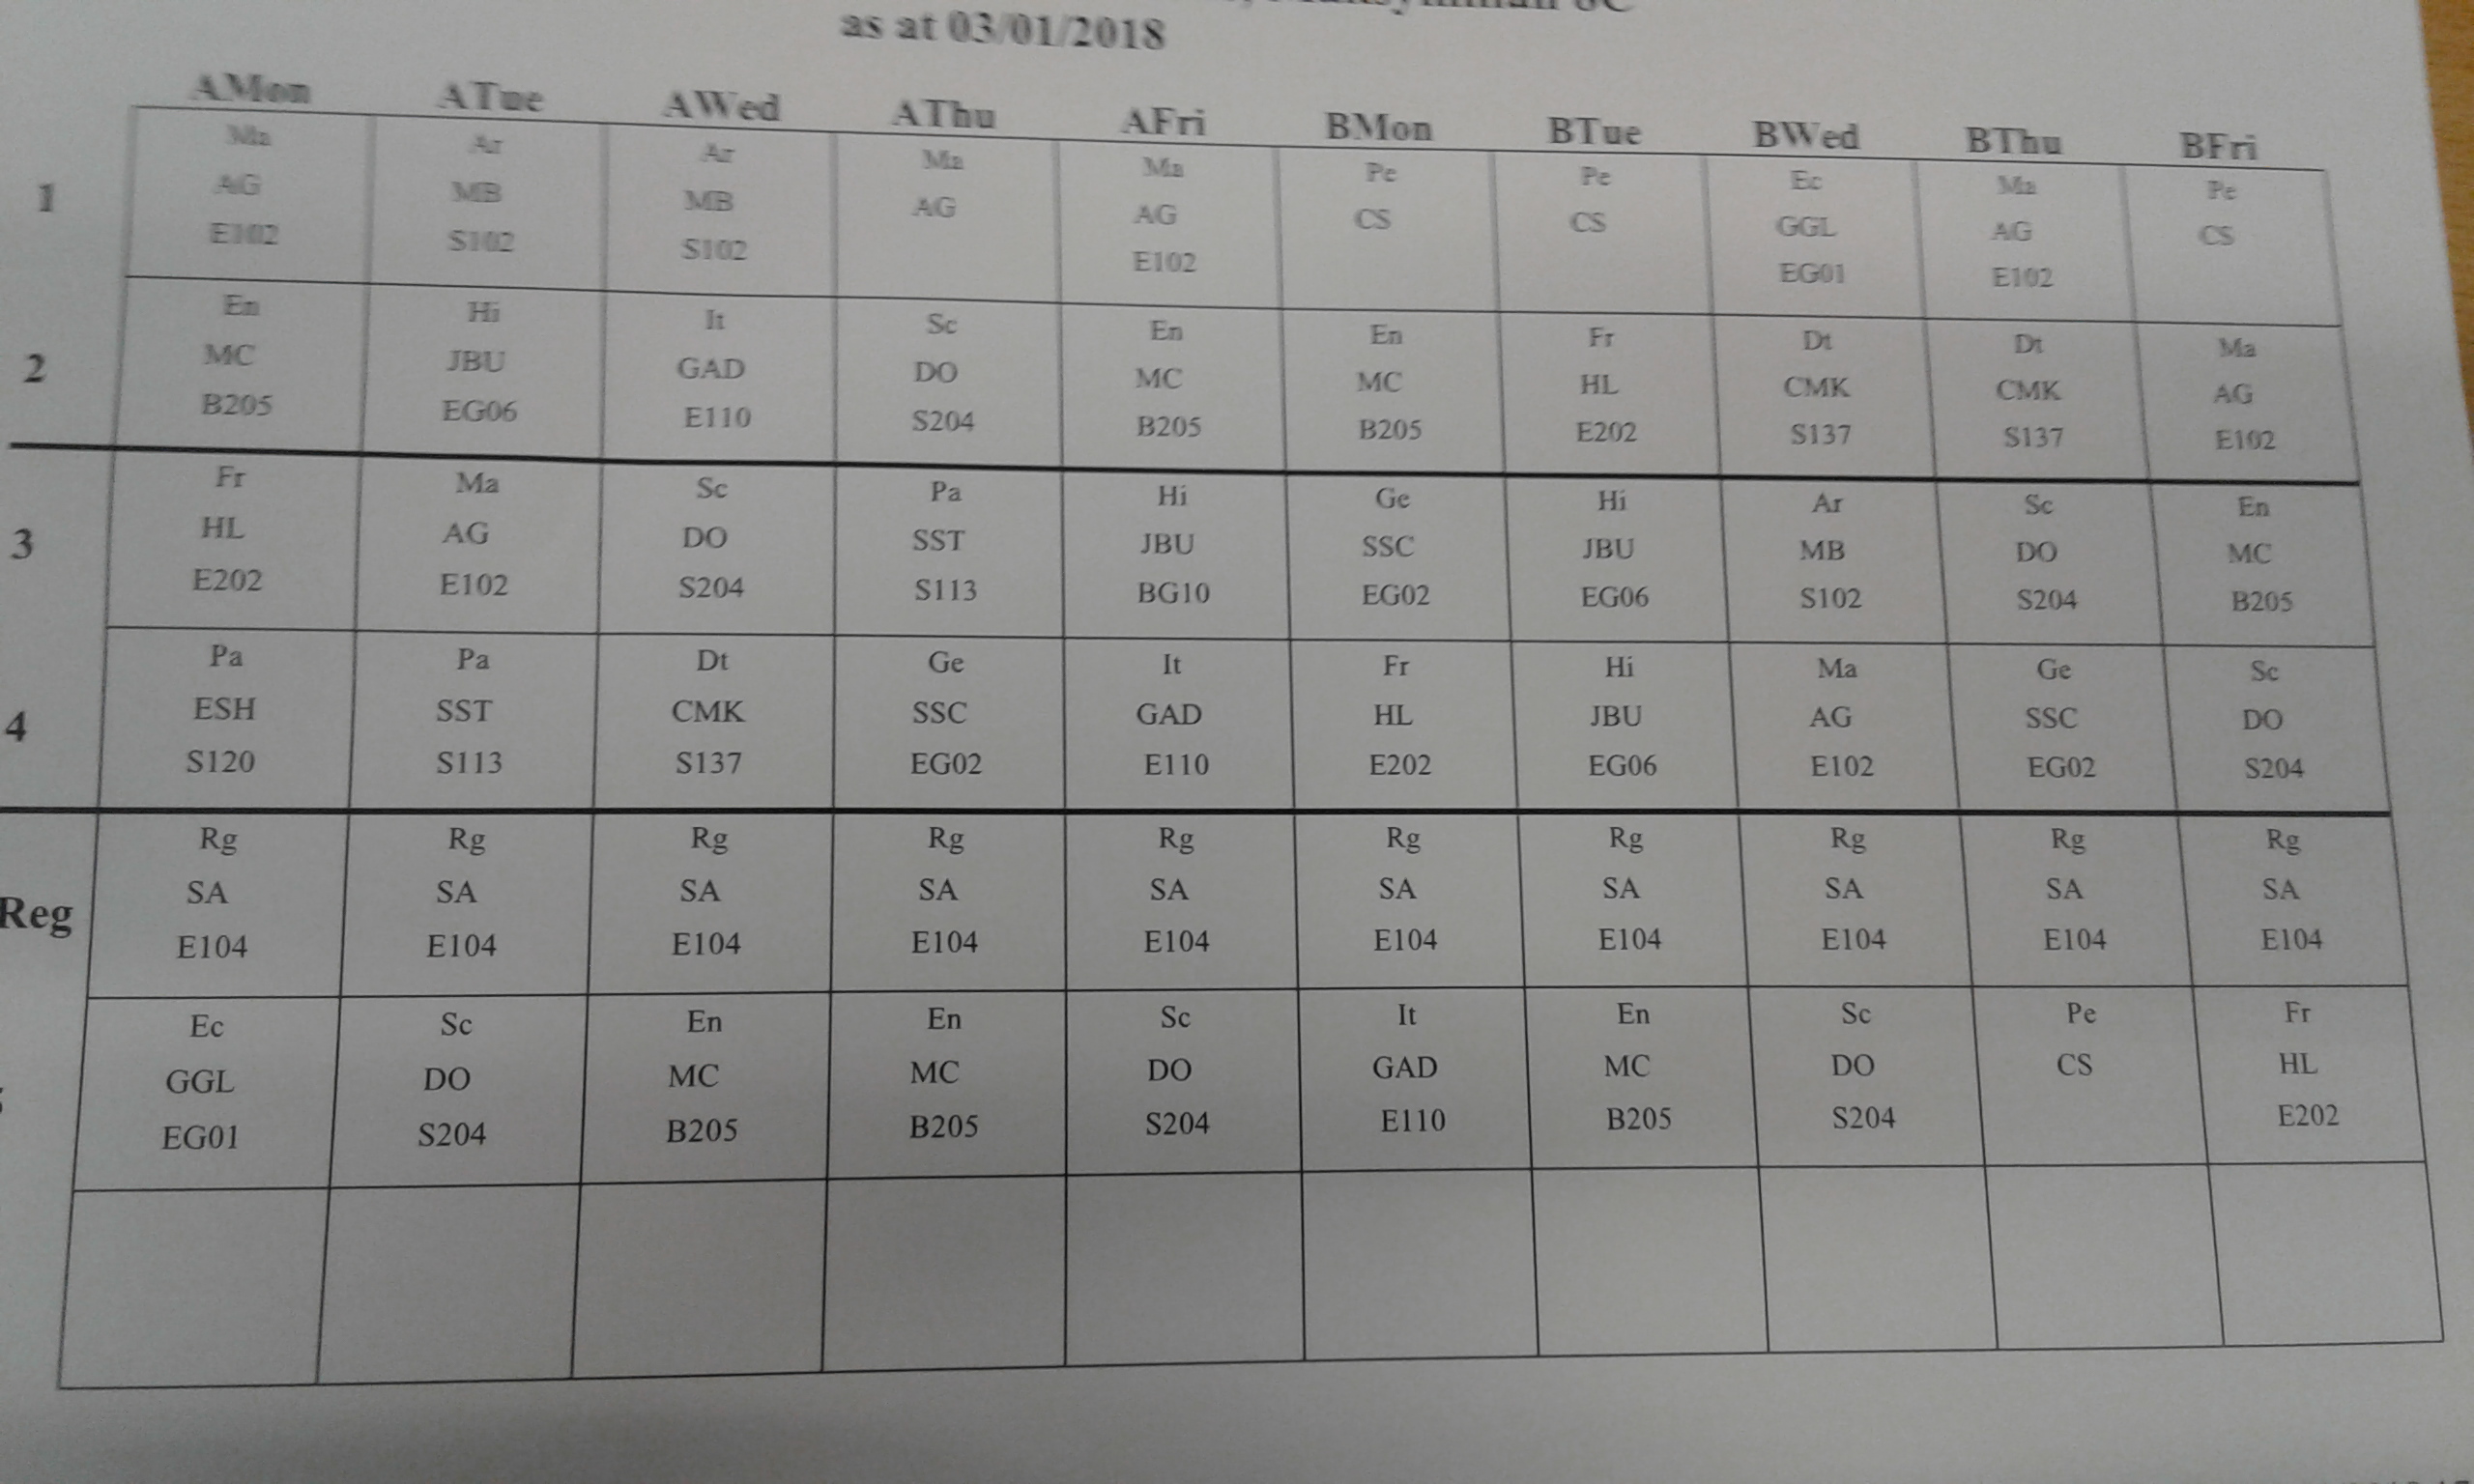 as at 03/01/2018
AMon ATue AWed AThu AFri BMon BTue BWed BThu BFri
Ma Ar Ar Ma Ma Pe Pe Ec Ma Pe
1 AG MB MB AG AG CS CS GGL AG CS
E102 S102 S102 E102 EG01 E102
En Hi It Sc En En Fr Dt Dt Ma
2 MC JBU GAD DO MC MC HL CMK CMK AG
B205 EG06 E110 S204 B205 B205 E202 S137 S137 E102
Fr Ma Sc Pa Hi Ge Hi Ar Sc En
3 HL AG DO SST JBU SSC JBU MB DO MC
E202 E102 S204 S113 BG10 EG02 EG06 S102 S204 B205
Pa Pa Dt Ge It Fr Hi Ma Ge Sc
4 ESH SST CMK SSC GAD HL JBU AG SSC DO
S120 S113 S137 EG02 E110 E202 EG06 E102 EG02 S204
Rg Rg Rg Rg Rg Rg Rg Rg Rg Rg
Reg SA SA SA SA SA SA SA SA SA SA
E104 E104 E104 E104 E104 E104 E104 E104 E104 E104
Ec Sc En En Sc It En Sc Pe Fr
GGL DO MC MC DO GAD MC DO CS HL
EG01 S204 B205 B205 S204 E110 B205 S204 E202